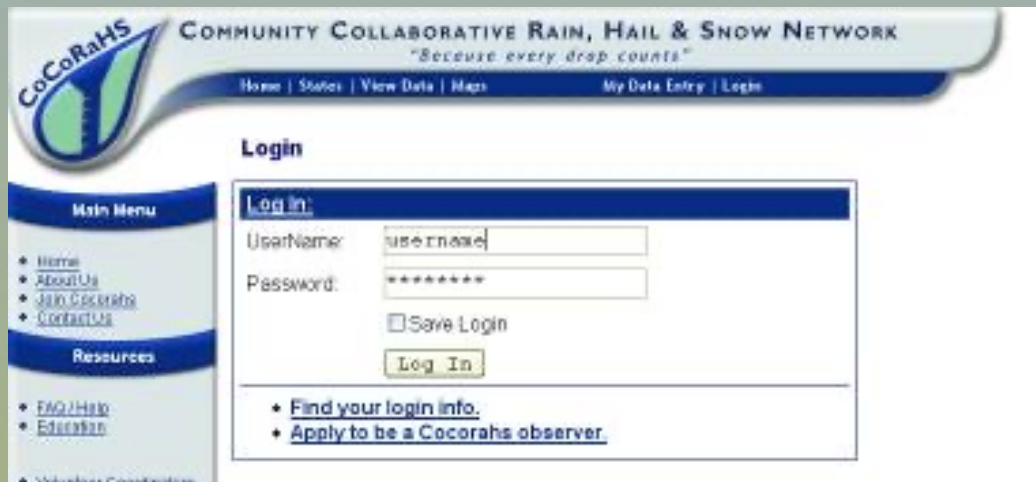 CoCoRaHS
COMMUNITY COLLABORATIVE RAIN, HAIL & SNOW NETWORK
"Because every drop counts"
Home | States | View Data | Maps My Data Entry | Login
Login
Main Menu
Home
About Us
Join Cocorahs
Contact Us
Resources
FAQ / Help
Education
Volunteer Coordinators
Log In:
UserName: username
Password: ********
Save Login
Log In
Find your login info.
Apply to be a Cocorahs observer.